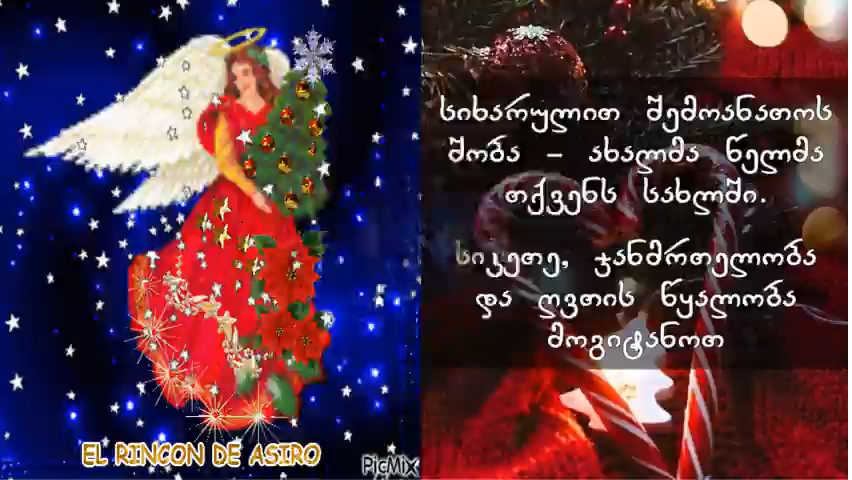 EL RINCON DE ASIRO
PicMix
სიხარულით შემოანათოს
შობა - ახალმა წელმა
თქვენს სახლში.
სიკეთე, ჯანმრთელობა
და ღვთის წყალობა
მოგიტანოთ